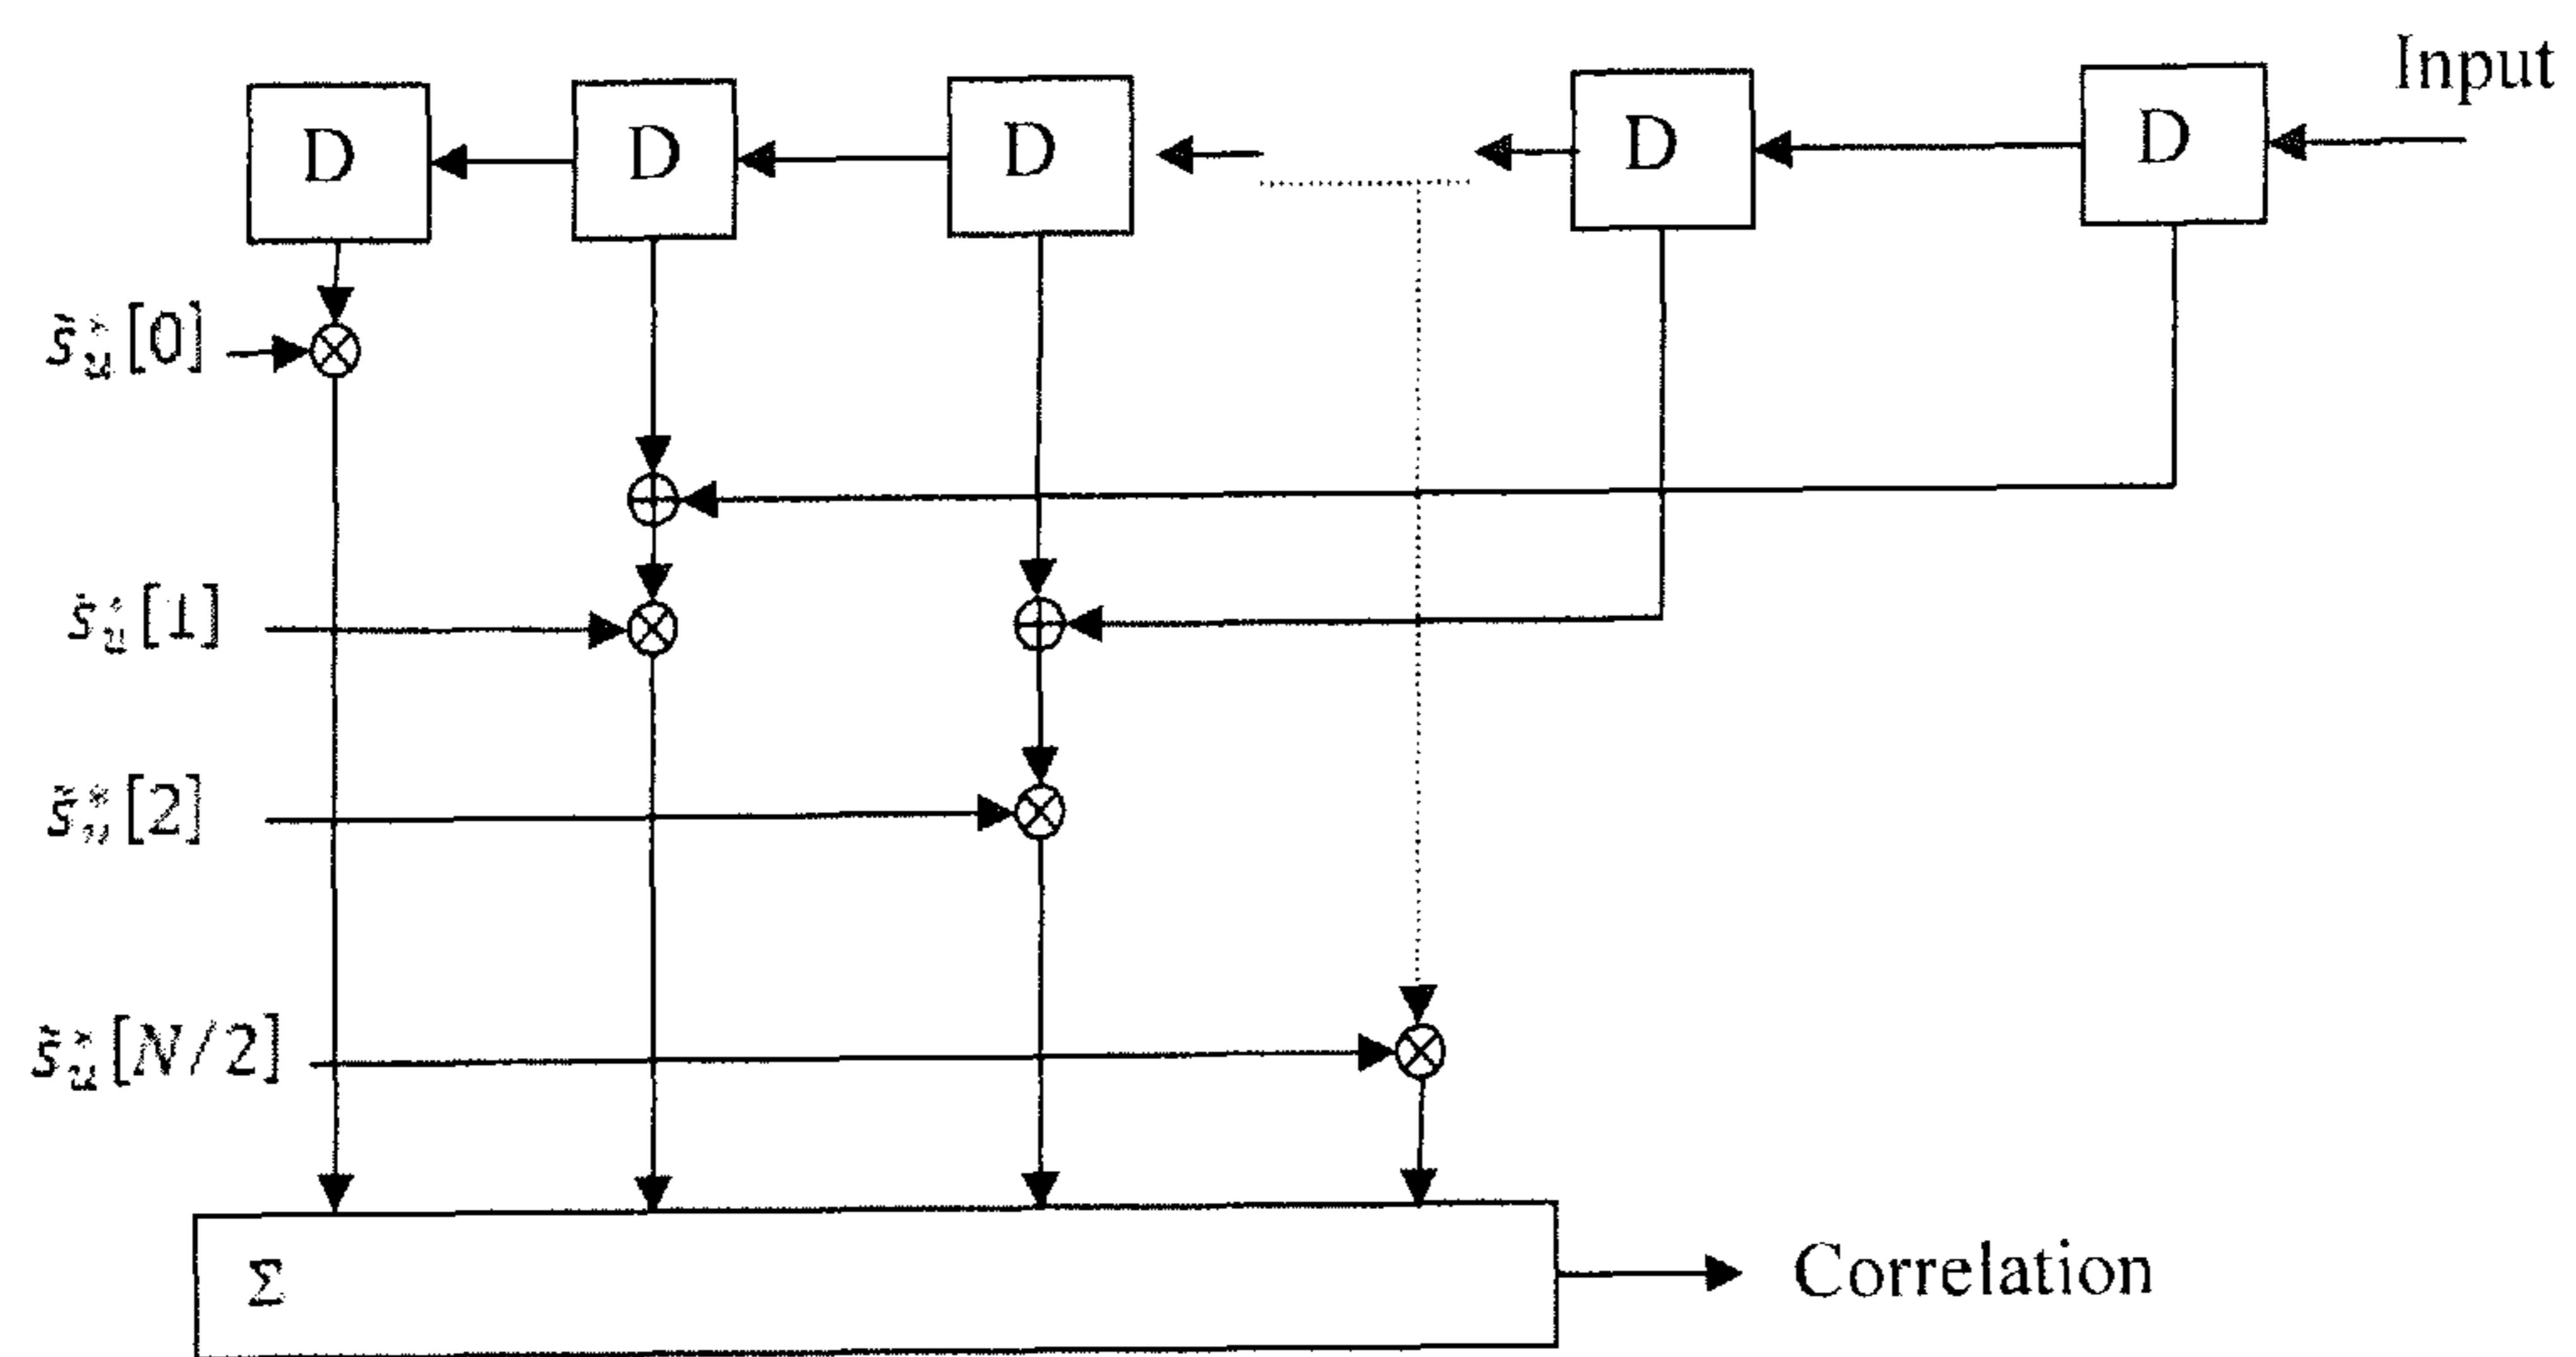 Input
D D D D D
s̃*ᵤ[0]
s̃*ᵤ[1]
s̃*ᵤ[2]
s̃*ᵤ[N/2]
Σ
Correlation